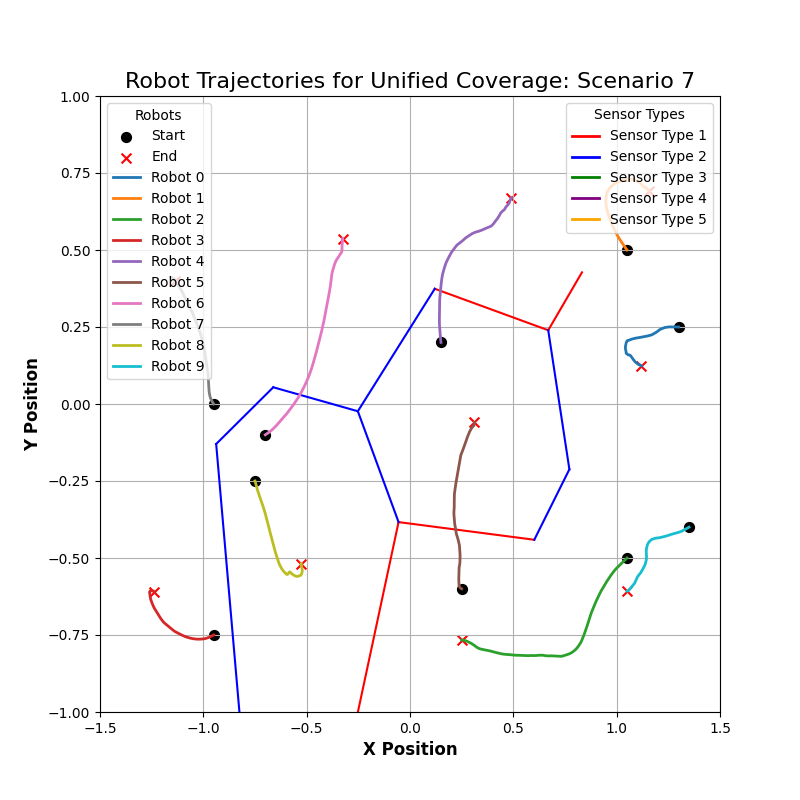 Robot Trajectories for Unified Coverage: Scenario 7
1.00
0.75
0.50
0.25
0.00
−0.25
−0.50
−0.75
−1.00
Y Position
Robots
Start
End
Robot 0
Robot 1
Robot 2
Robot 3
Robot 4
Robot 5
Robot 6
Robot 7
Robot 8
Robot 9
Sensor Types
Sensor Type 1
Sensor Type 2
Sensor Type 3
Sensor Type 4
Sensor Type 5
−1.5
−1.0
−0.5
0.0
0.5
1.0
1.5
X Position